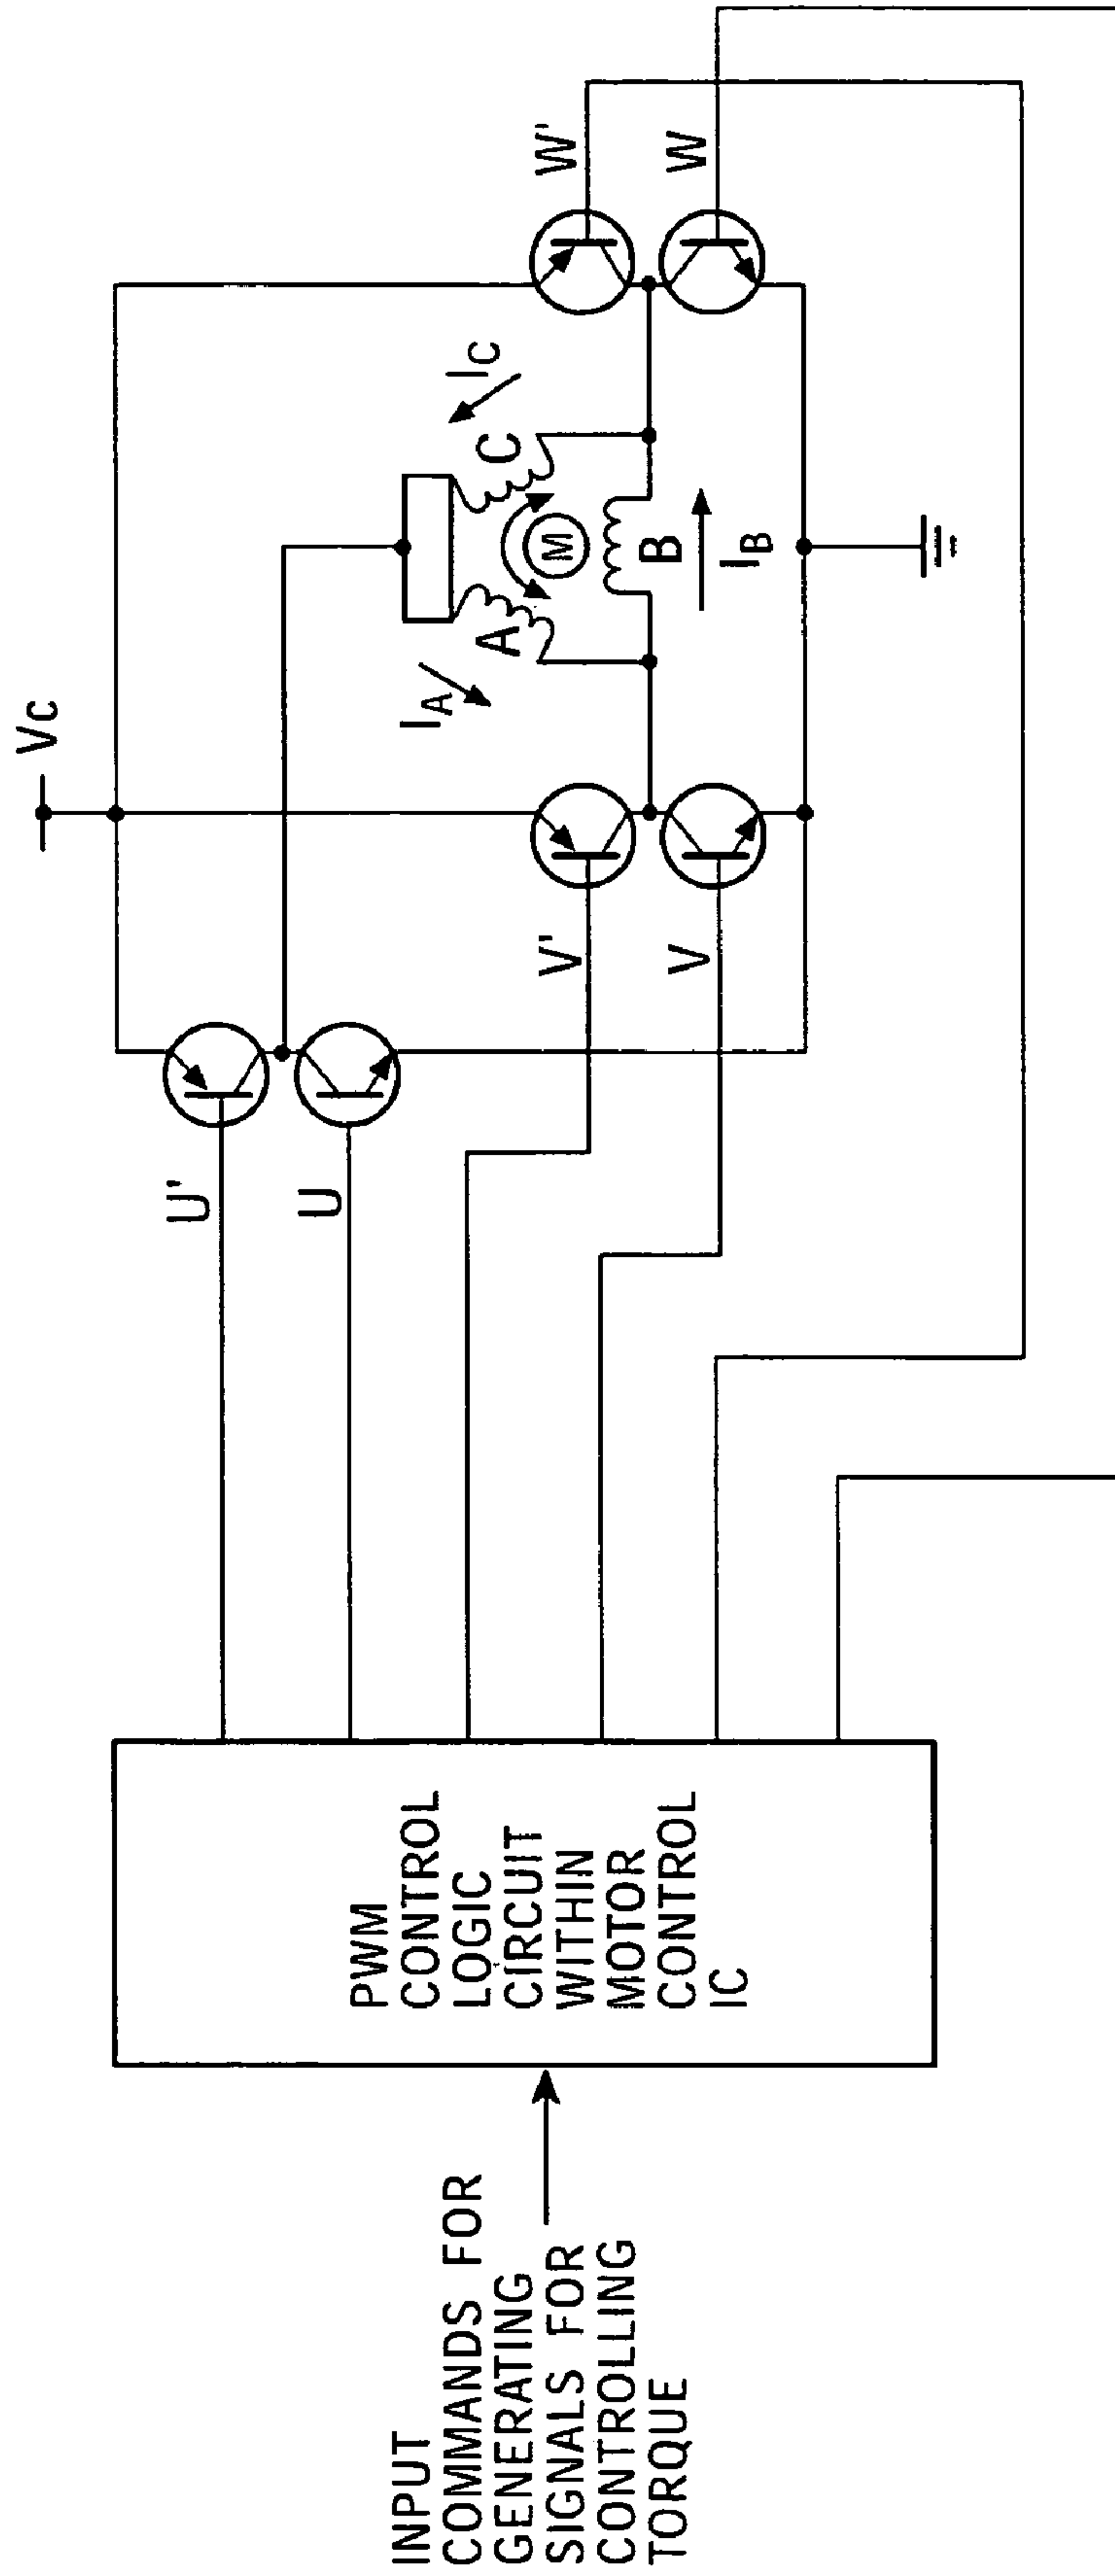 INPUT
COMMANDS FOR
GENERATING
SIGNALS FOR
CONTROLLING
TORQUE
PWM
CONTROL
LOGIC
CIRCUIT
WITHIN
MOTOR
CONTROL
IC
U'
U
V'
V
Vc
IA
A
M
B
IB
C
IC
W'
W